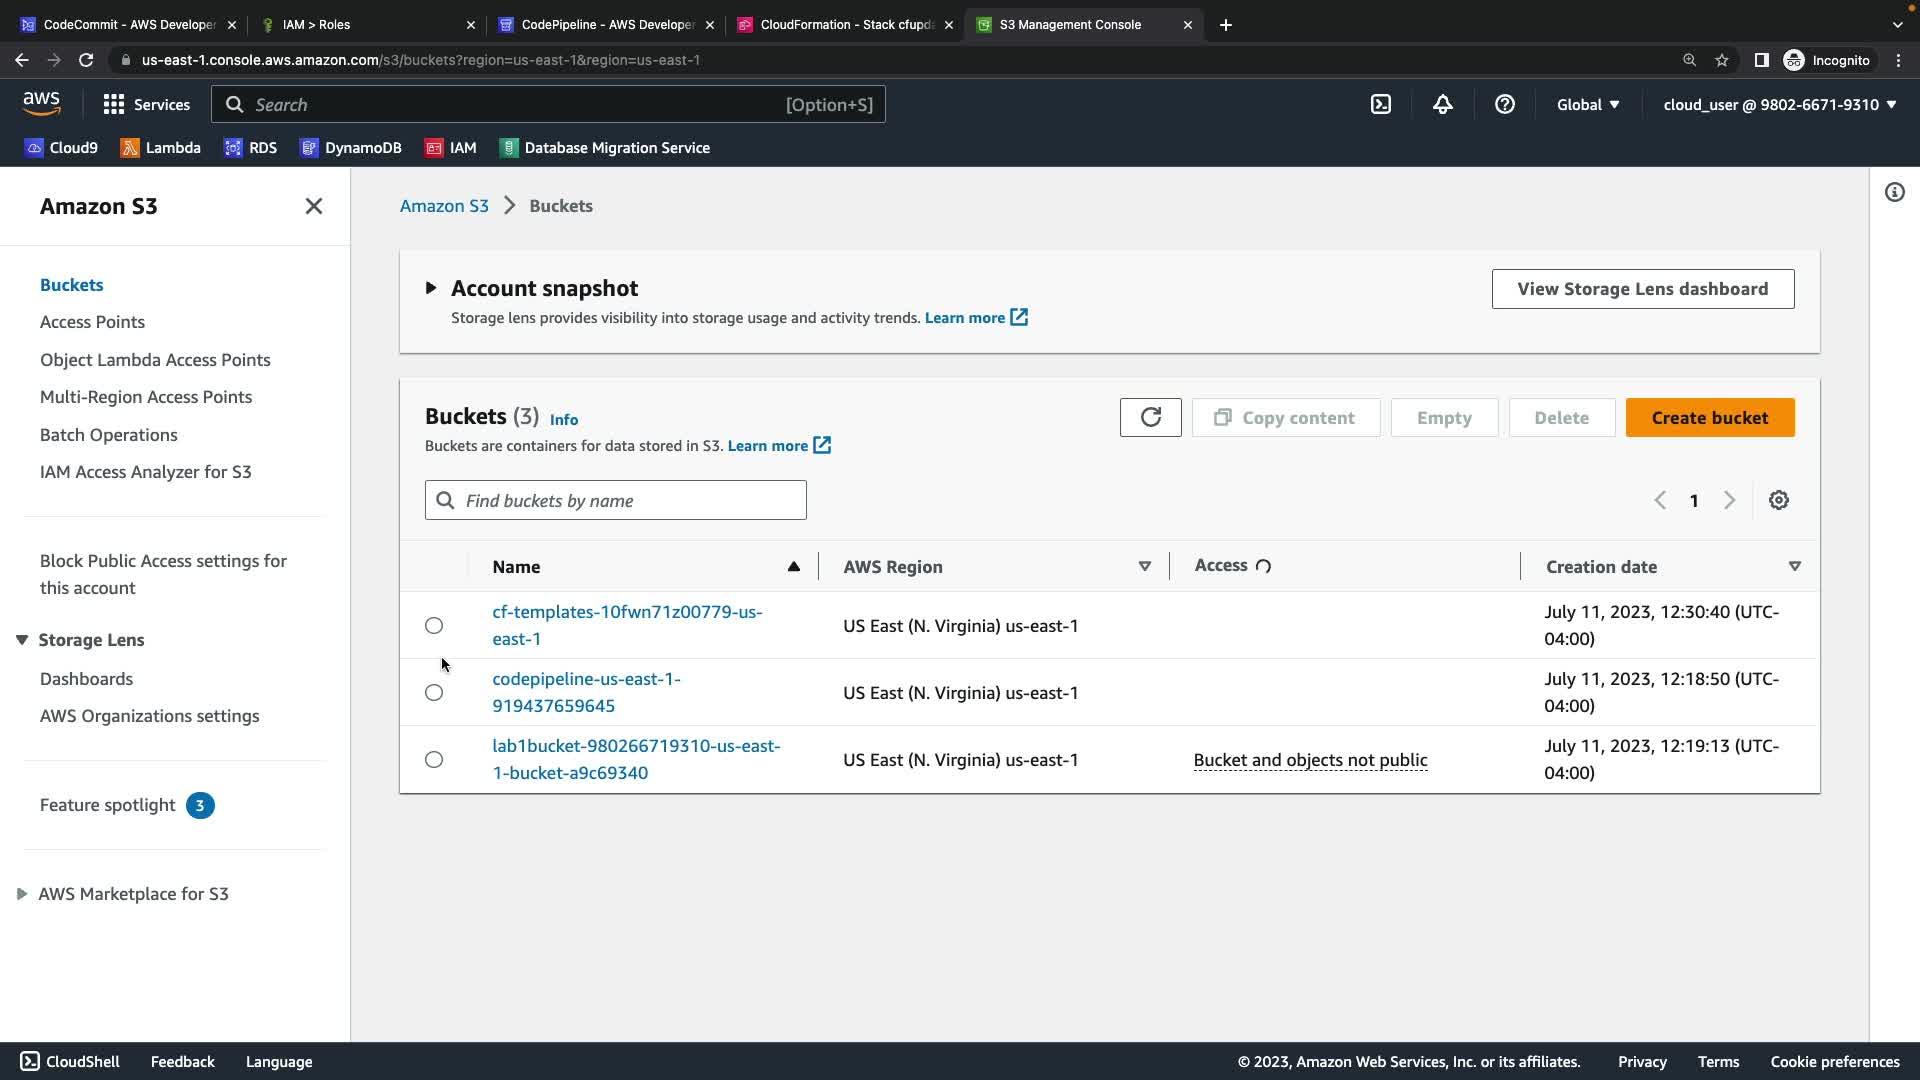 CodeCommit - AWS Developer
IAM > Roles
CodePipeline - AWS Developer
CloudFormation - Stack cfupda
S3 Management Console
us-east-1.console.aws.amazon.com/s3/buckets?region=us-east-1&region=us-east-1
Incognito
aws
Services
Search
[Option+S]
Global
cloud_user @ 9802-6671-9310
Cloud9
Lambda
RDS
DynamoDB
IAM
Database Migration Service
Amazon S3
Buckets
Access Points
Object Lambda Access Points
Multi-Region Access Points
Batch Operations
IAM Access Analyzer for S3
Block Public Access settings for
this account
Storage Lens
Dashboards
AWS Organizations settings
Feature spotlight 3
AWS Marketplace for S3
Amazon S3 > Buckets
Account snapshot
Storage lens provides visibility into storage usage and activity trends. Learn more
View Storage Lens dashboard
Buckets (3) Info
Buckets are containers for data stored in S3. Learn more
Copy content
Empty
Delete
Create bucket
Find buckets by name
1
Name
AWS Region
Access
Creation date
cf-templates-10fwn71z00779-us-
east-1
US East (N. Virginia) us-east-1
July 11, 2023, 12:30:40 (UTC-
04:00)
codepipeline-us-east-1-
919437659645
US East (N. Virginia) us-east-1
July 11, 2023, 12:18:50 (UTC-
04:00)
lab1bucket-980266719310-us-east-
1-bucket-a9c69340
US East (N. Virginia) us-east-1
Bucket and objects not public
July 11, 2023, 12:19:13 (UTC-
04:00)
CloudShell
Feedback
Language
© 2023, Amazon Web Services, Inc. or its affiliates.
Privacy
Terms
Cookie preferences